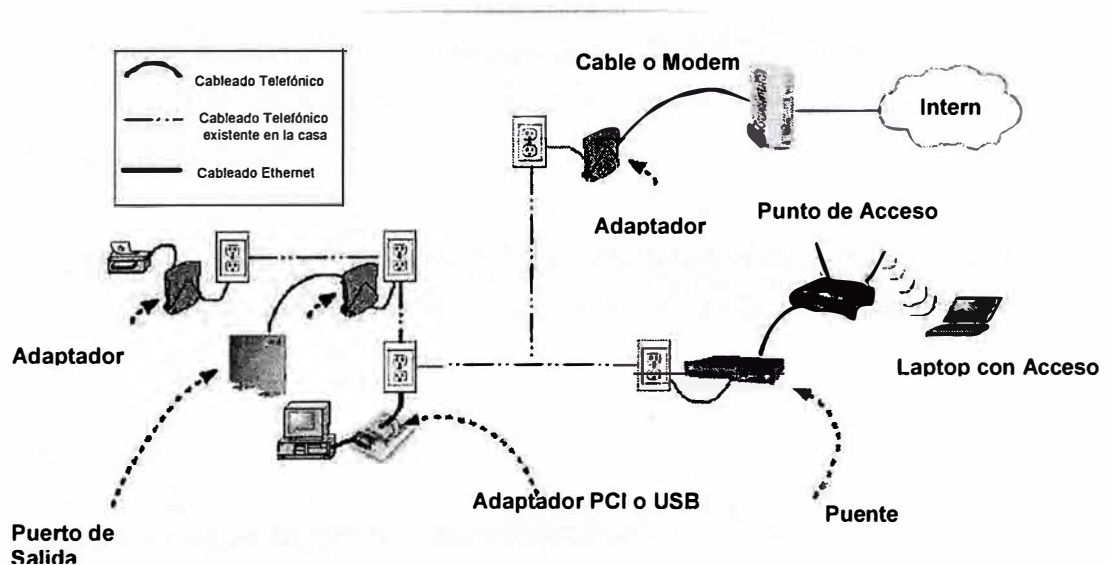 Cableado Telefónico
Cableado Telefónico
existente en la casa
Cableado Ethernet
Cable o Modem
Intern
Adaptador
Punto de Acceso
Adaptador
Laptop con Acceso
Adaptador PCI o USB
Puente
Puerto de
Salida